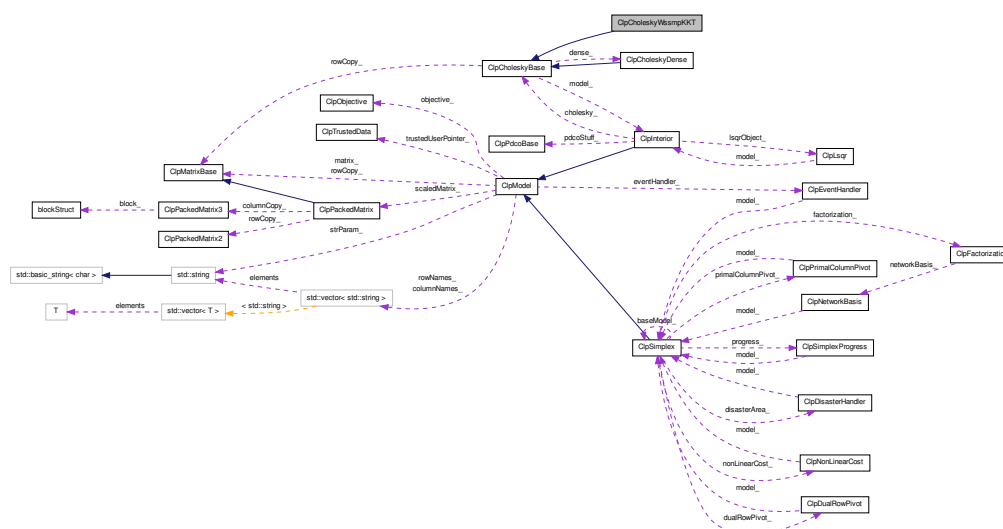 ClpCholeskyWssmpKKT
dense_
ClpCholeskyDense
rowCopy_
ClpCholeskyBase
model_
ClpObjective
objective_
cholesky_
ClpTrustedData
trustedUserPointer_
ClpPdcoBase
pdcoStuff_
ClpInterior
lsqrObject_
ClpLsqr
model_
matrix_
rowCopy_
ClpMatrixBase
scaledMatrix_
ClpModel
eventHandler_
ClpEventHandler
model_
blockStruct
block_
ClpPackedMatrix3
columnCopy_
ClpPackedMatrix
rowCopy_
ClpPackedMatrix2
strParam_
factorization_
ClpFactorization
std::basic_string< char >
std::string
elements
rowNames_
columnNames_
model_
primalColumnPivot_
ClpPrimalColumnPivot
networkBasis_
T
elements
std::vector< T >
< std::string >
std::vector< std::string >
ClpNetworkBasis
model_
baseModel_
ClpSimplex
progress_
ClpSimplexProgress
model_
model_
ClpDisasterHandler
disasterArea_
model_
ClpNonLinearCost
nonLinearCost_
model_
ClpDualRowPivot
dualRowPivot_